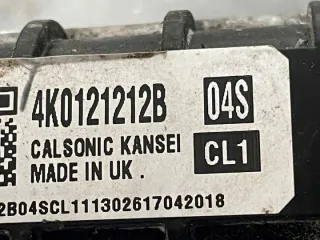 4K0121212B 04S
CALSONIC KANSEI CL1
MADE IN UK .
2B04SCL111302617042018